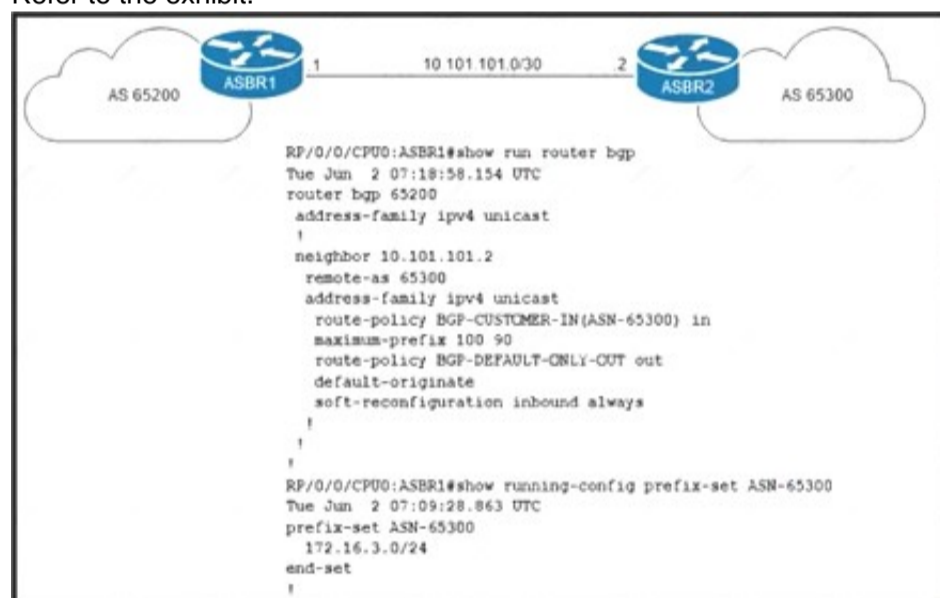 Refer to the exhibit.
AS 65200
ASBR1
.1
10.101.101.0/30
.2
ASBR2
AS 65300
RP/0/0/CPU0:ASBR1#show run router bgp
Tue Jun 2 07:18:58.154 UTC
router bgp 65200
address-family ipv4 unicast
!
neighbor 10.101.101.2
remote-as 65300
address-family ipv4 unicast
route-policy BGP-CUSTOMER-IN(ASN-65300) in
maximum-prefix 100 90
route-policy BGP-DEFAULT-ONLY-OUT out
default-originate
soft-reconfiguration inbound always
!
!
!
RP/0/0/CPU0:ASBR1#show running-config prefix-set ASN-65300
Tue Jun 2 07:09:28.863 UTC
prefix-set ASN-65300
172.16.3.0/24
end-set
!